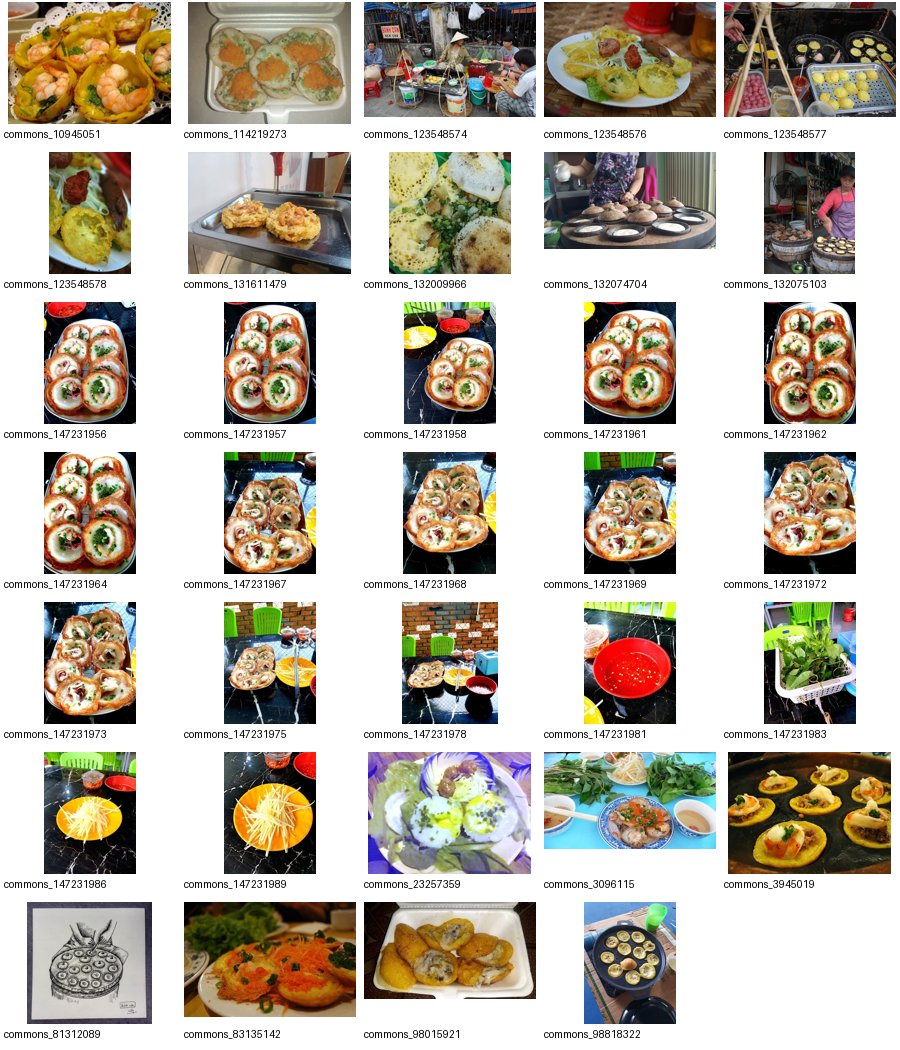 commons_10945051
commons_114219273
commons_123548574
commons_123548576
commons_123548577
commons_123548578
commons_131611479
commons_132009966
commons_132074704
commons_132075103
commons_147231956
commons_147231957
commons_147231958
commons_147231961
commons_147231962
commons_147231964
commons_147231967
commons_147231968
commons_147231969
commons_147231972
commons_147231973
commons_147231975
commons_147231978
commons_147231981
commons_147231983
commons_147231986
commons_147231989
commons_23257359
commons_3096115
commons_3945019
commons_81312089
commons_83135142
commons_98015921
commons_98818322